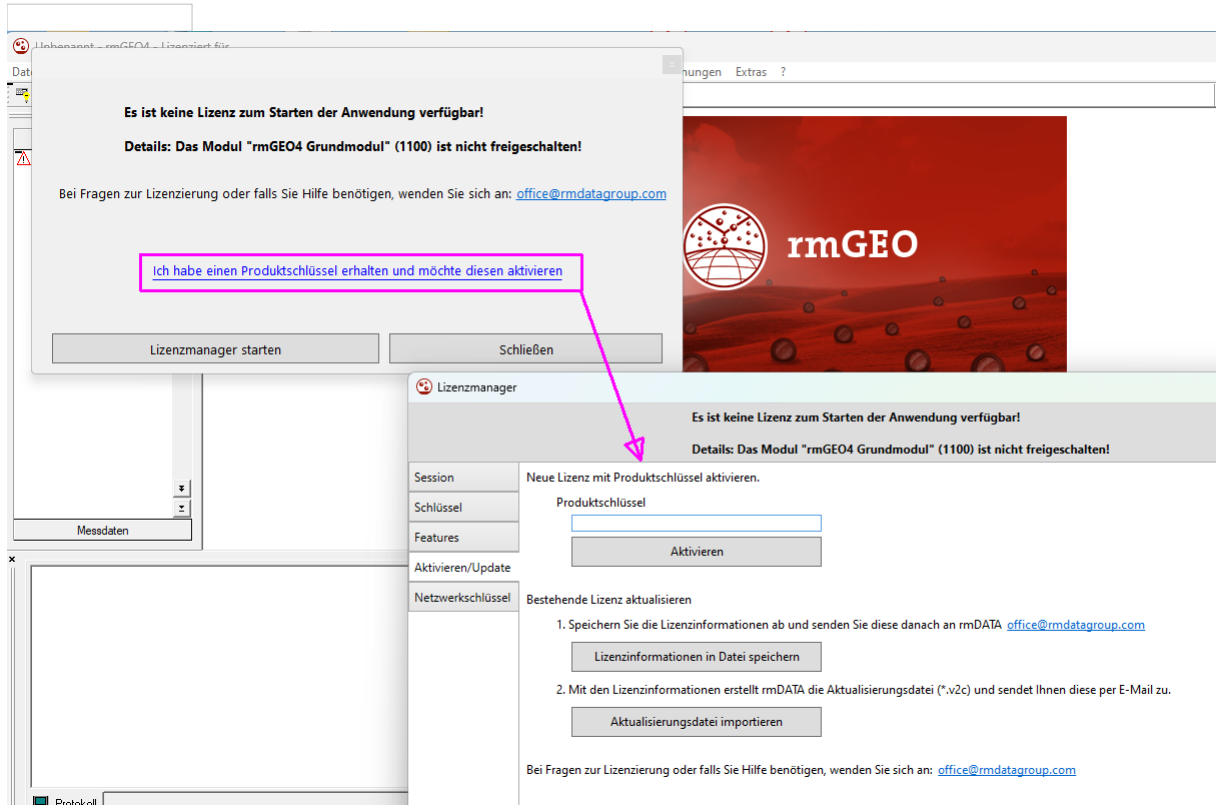 Unbenannt - rmGEO4 - Lizenziert für
Dat
nungen Extras ?
Es ist keine Lizenz zum Starten der Anwendung verfügbar!
Details: Das Modul "rmGEO4 Grundmodul" (1100) ist nicht freigeschalten!
Bei Fragen zur Lizenzierung oder falls Sie Hilfe benötigen, wenden Sie sich an: office@rmdatagroup.com
Ich habe einen Produktschlüssel erhalten und möchte diesen aktivieren
Lizenzmanager starten
Schließen
rmGEO
Messdaten
Protokoll
Lizenzmanager
Es ist keine Lizenz zum Starten der Anwendung verfügbar!
Details: Das Modul "rmGEO4 Grundmodul" (1100) ist nicht freigeschalten!
Session
Schlüssel
Features
Aktivieren/Update
Netzwerkschlüssel
Neue Lizenz mit Produktschlüssel aktivieren.
Produktschlüssel
Aktivieren
Bestehende Lizenz aktualisieren
1. Speichern Sie die Lizenzinformationen ab und senden Sie diese danach an rmDATA office@rmdatagroup.com
Lizenzinformationen in Datei speichern
2. Mit den Lizenzinformationen erstellt rmDATA die Aktualisierungsdatei (*.v2c) und sendet Ihnen diese per E-Mail zu.
Aktualisierungsdatei importieren
Bei Fragen zur Lizenzierung oder falls Sie Hilfe benötigen, wenden Sie sich an: office@rmdatagroup.com